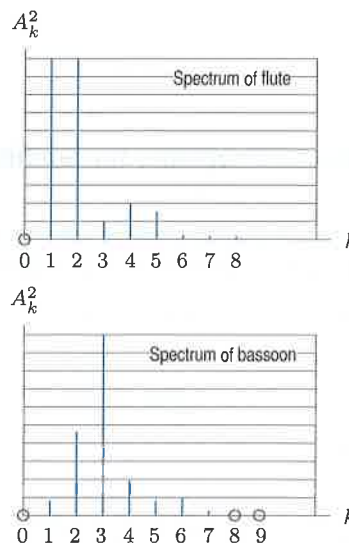 A_k^2
Spectrum of flute
k
0 1 2 3 4 5 6 7 8
A_k^2
Spectrum of bassoon
k
0 1 2 3 4 5 6 7 8 9